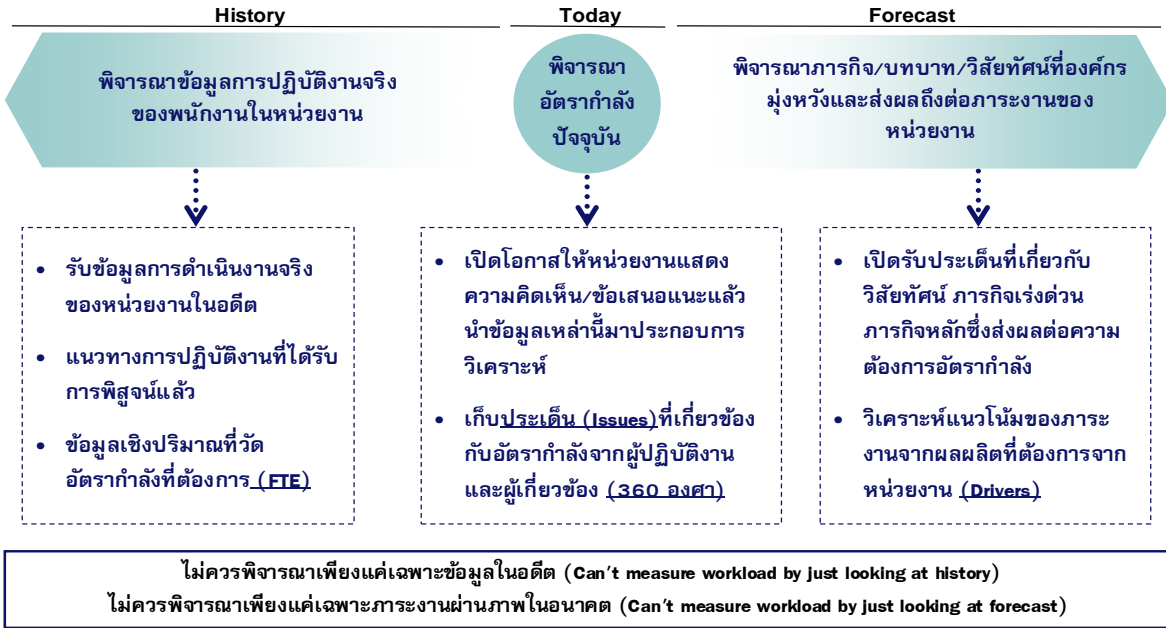 History
Today
Forecast
พิจารณาข้อมูลการปฏิบัติงานจริง
ของพนักงานในหน่วยงาน
พิจารณา
อัตรากำลัง
ปัจจุบัน
พิจารณาภารกิจ/บทบาท/วิสัยทัศน์ที่องค์กร
มุ่งหวังและส่งผลถึงต่อภาระงานของ
หน่วยงาน
• รับข้อมูลการดำเนินงานจริง
ของหน่วยงานในอดีต
• แนวทางการปฏิบัติงานที่ได้รับ
การพิสูจน์แล้ว
• ข้อมูลเชิงปริมาณที่วัด
อัตรากำลังที่ต้องการ (FTE)
• เปิดโอกาสให้หน่วยงานแสดง
ความคิดเห็น/ข้อเสนอแนะแล้ว
นำข้อมูลเหล่านี้มาประกอบการ
วิเคราะห์
• เก็บประเด็น (Issues)ที่เกี่ยวข้อง
กับอัตรากำลังจากผู้ปฏิบัติงาน
และผู้เกี่ยวข้อง (360 องศา)
• เปิดรับประเด็นที่เกี่ยวกับ
วิสัยทัศน์ ภารกิจเร่งด่วน
ภารกิจหลักซึ่งส่งผลต่อความ
ต้องการอัตรากำลัง
• วิเคราะห์แนวโน้มของภาระ
งานจากผลผลิตที่ต้องการจาก
หน่วยงาน (Drivers)
ไม่ควรพิจารณาเพียงแค่เฉพาะข้อมูลในอดีต (Can't measure workload by just looking at history)
ไม่ควรพิจารณาเพียงแค่เฉพาะภาระงานผ่านภาพในอนาคต (Can't measure workload by just looking at forecast)